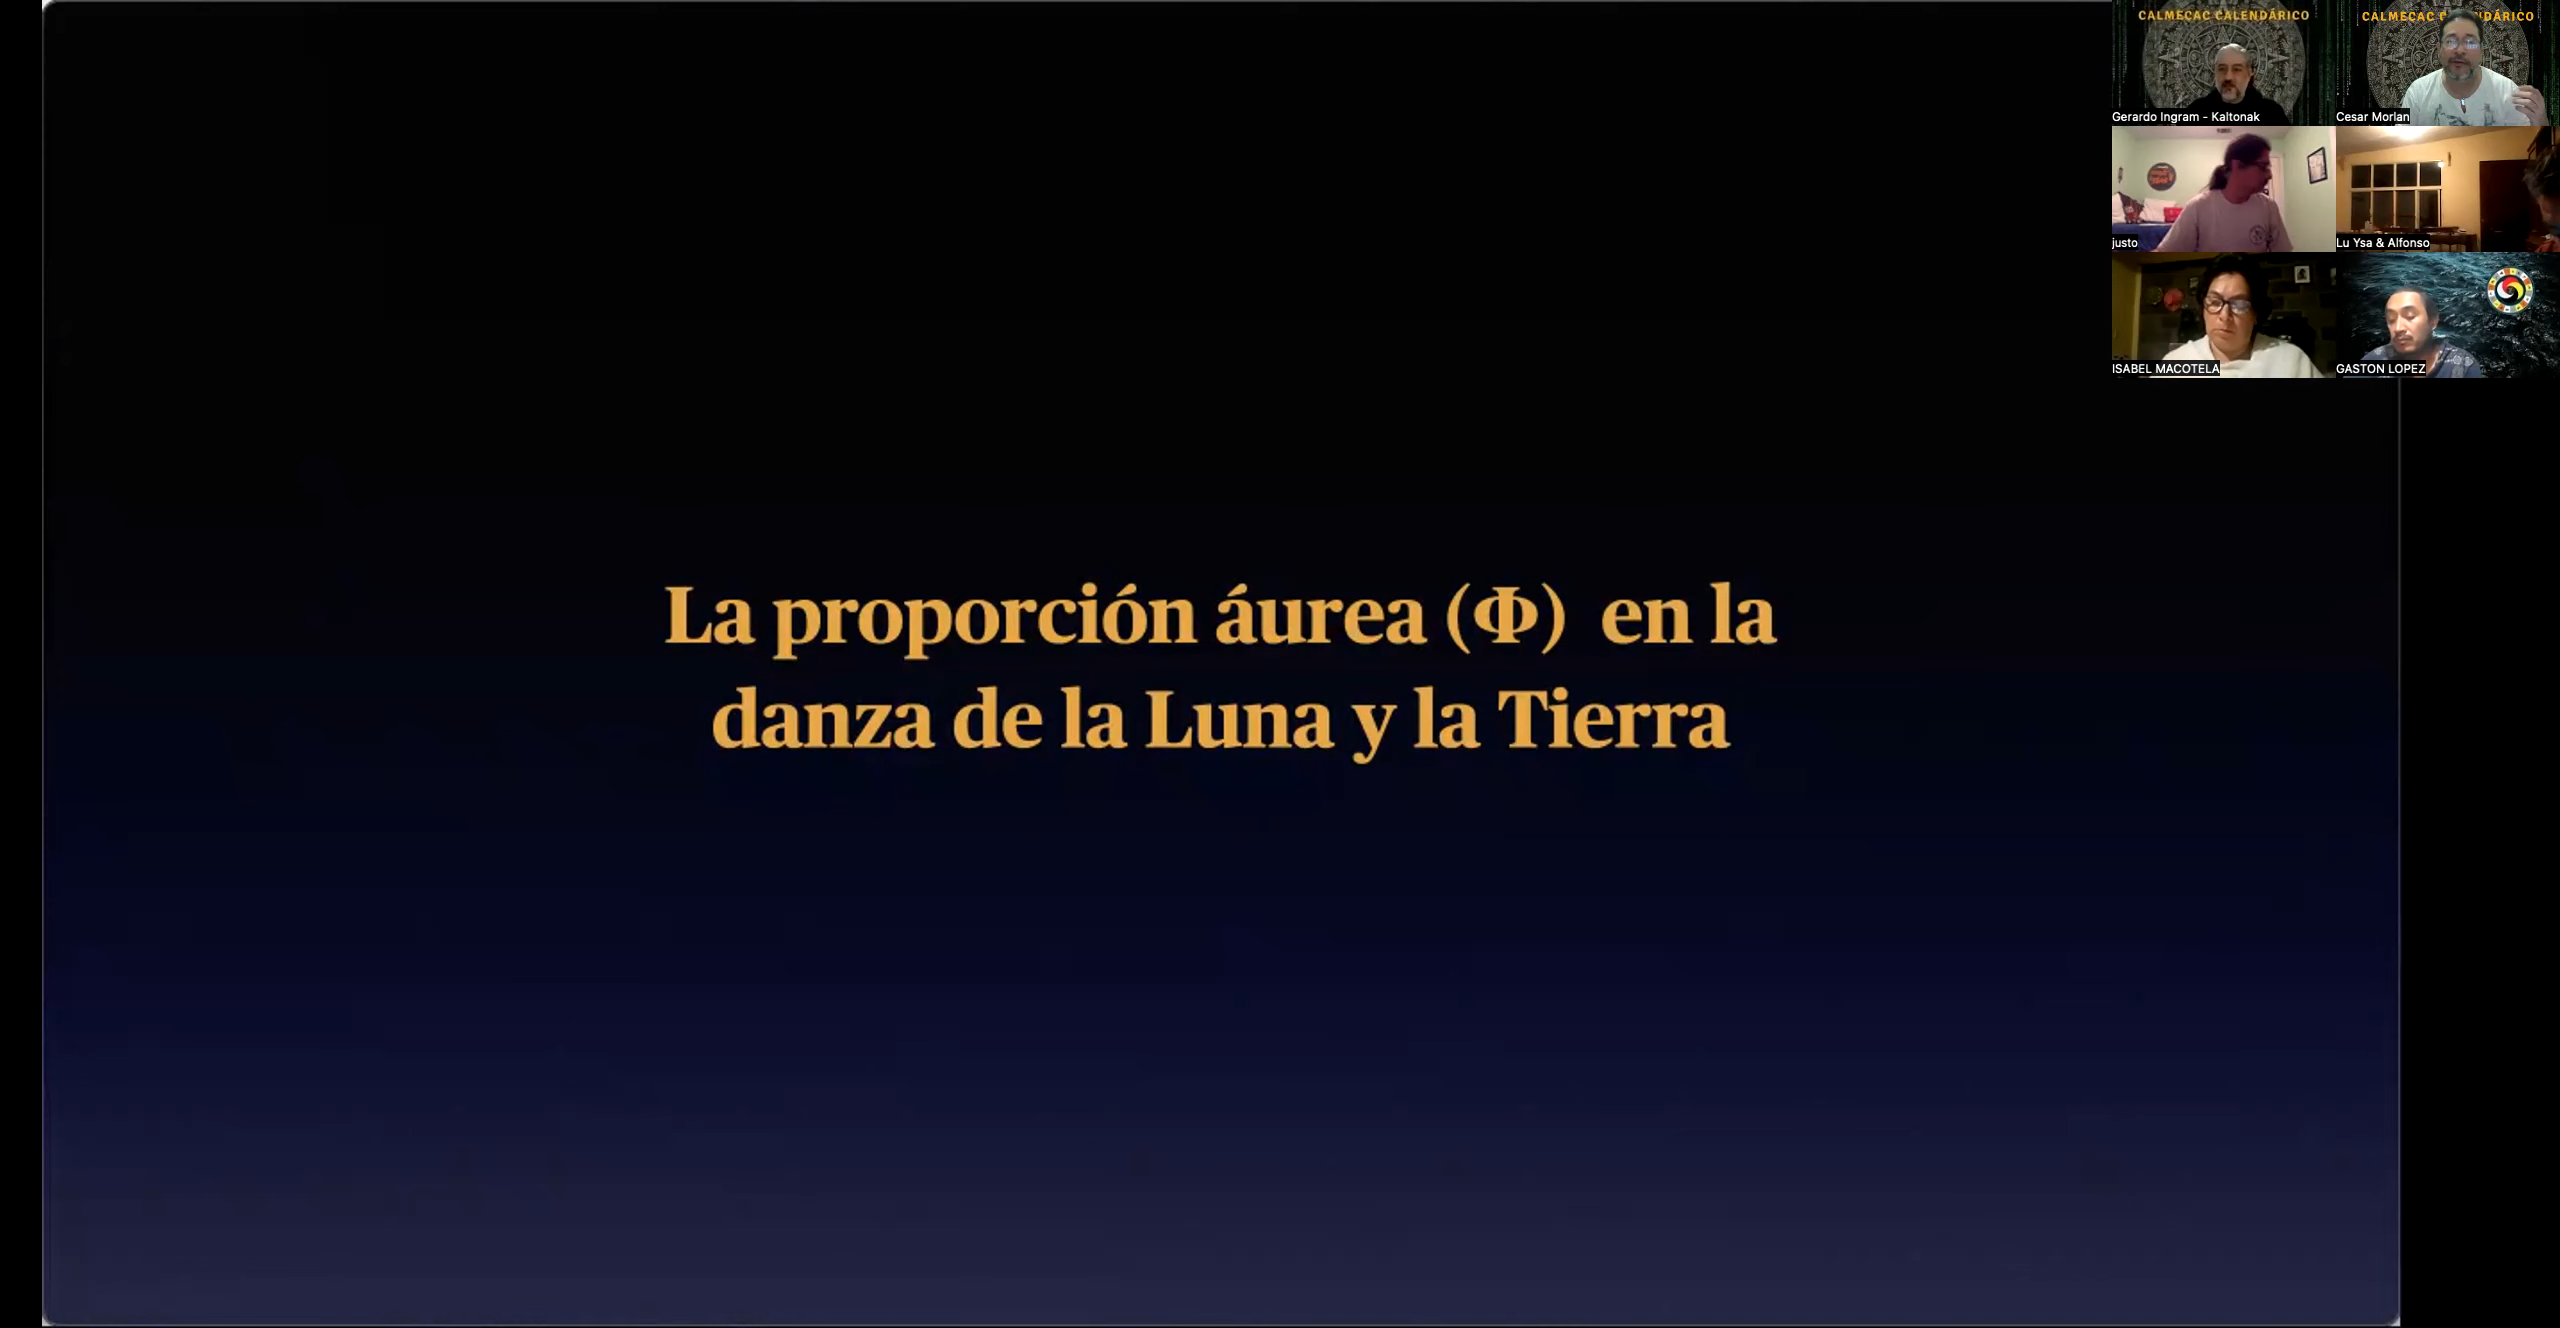 La proporción áurea (Φ) en la
danza de la Luna y la Tierra
CALMECAC CALENDÁRICO
Gerardo Ingram - Kaltonak
Cesar Morlan
justo
Lu Ysa & Alfonso
ISABEL MACOTELA
GASTON LOPEZ